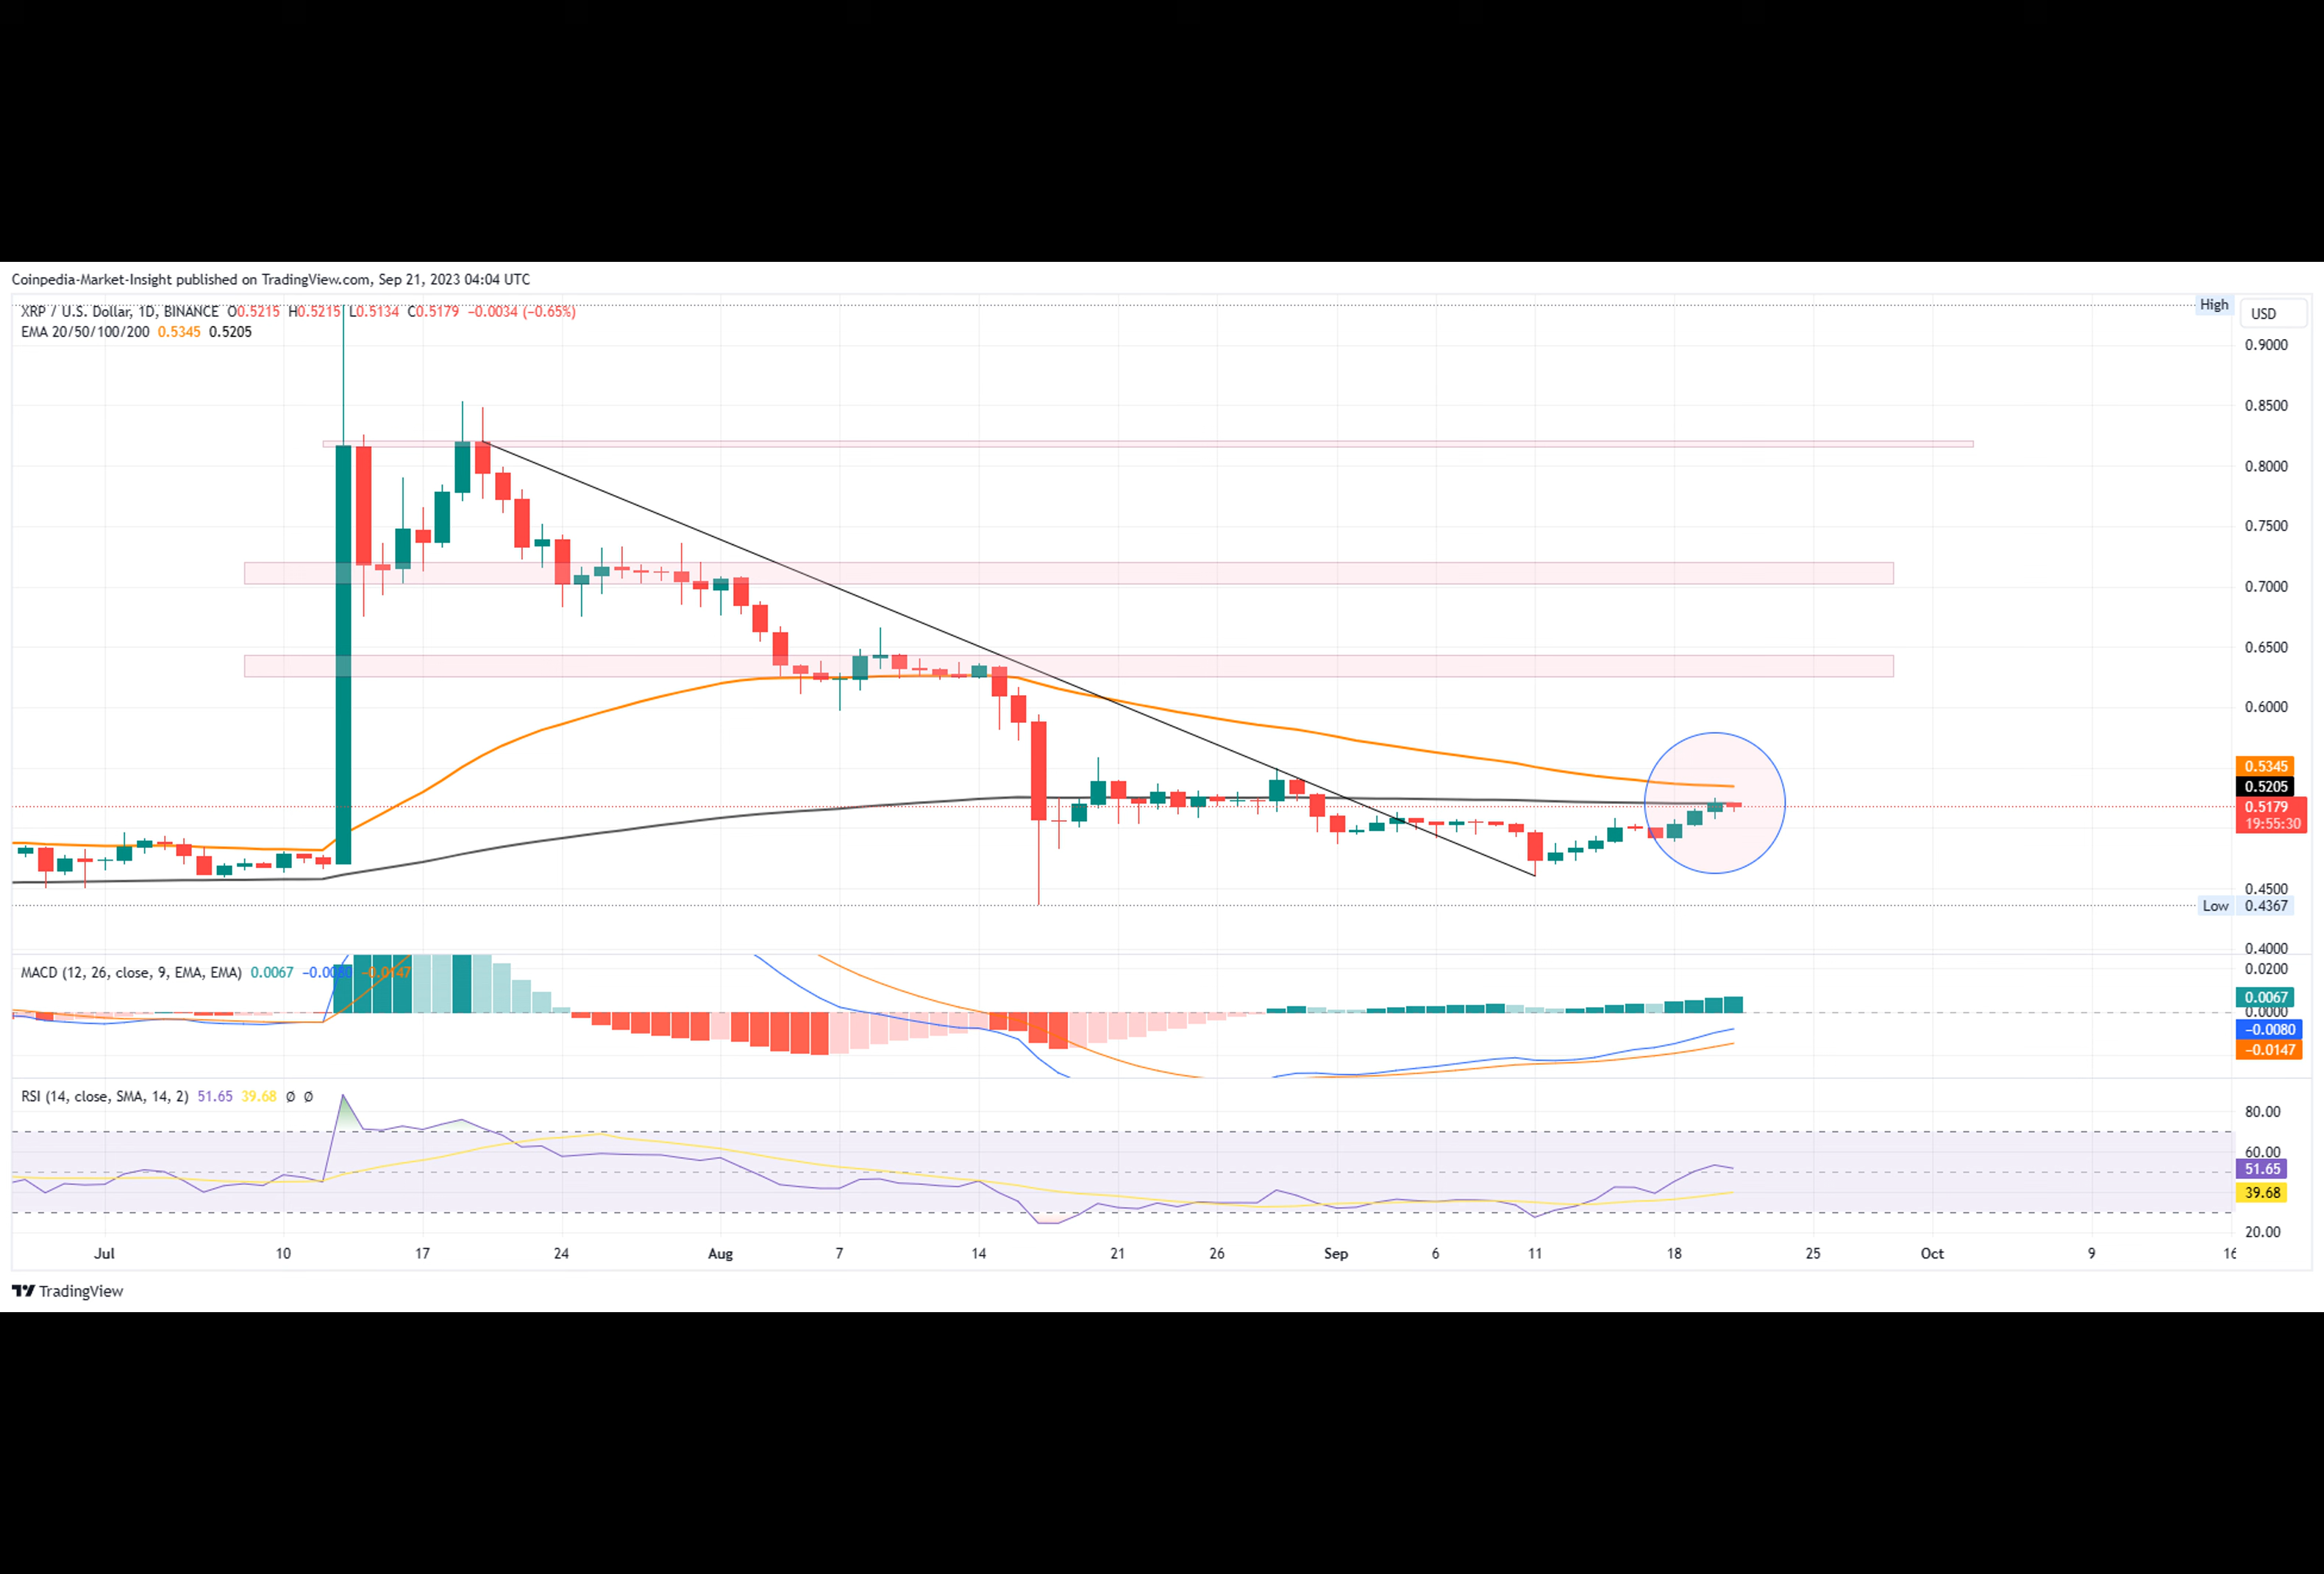 Coinpedia-Market-Insight published on TradingView.com, Sep 21, 2023 04:04 UTC
XRP / U.S. Dollar, 1D, BINANCE O0.5215 H0.5215 L0.5134 C0.5179 −0.0034 (−0.65%)
EMA 20/50/100/200 0.5345 0.5205
High
USD
0.9000
0.8500
0.8000
0.7500
0.7000
0.6500
0.6000
0.5345
0.5205
0.5179
19:55:30
0.4500
Low 0.4367
0.4000
MACD (12, 26, close, 9, EMA, EMA) 0.0067 −0.0080 −0.0147
0.0200
0.0067
0.0000
−0.0080
−0.0147
RSI (14, close, SMA, 14, 2) 51.65 39.68 Ø Ø
80.00
60.00
51.65
39.68
20.00
Jul 10 17 24 Aug 7 14 21 26 Sep 6 11 18 25 Oct 9 16
TradingView